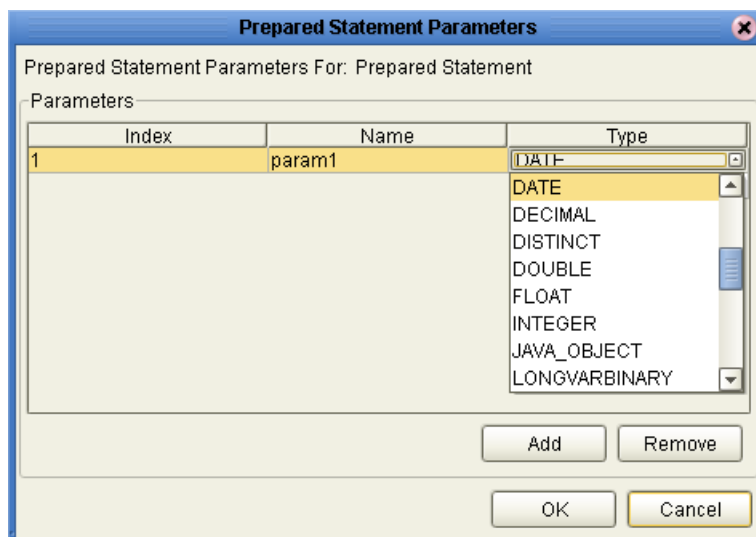 Prepared Statement Parameters
Prepared Statement Parameters For: Prepared Statement
Parameters
Index Name Type
1 param1 DATE
DATE
DECIMAL
DISTINCT
DOUBLE
FLOAT
INTEGER
JAVA_OBJECT
LONGVARBINARY
Add Remove
OK Cancel